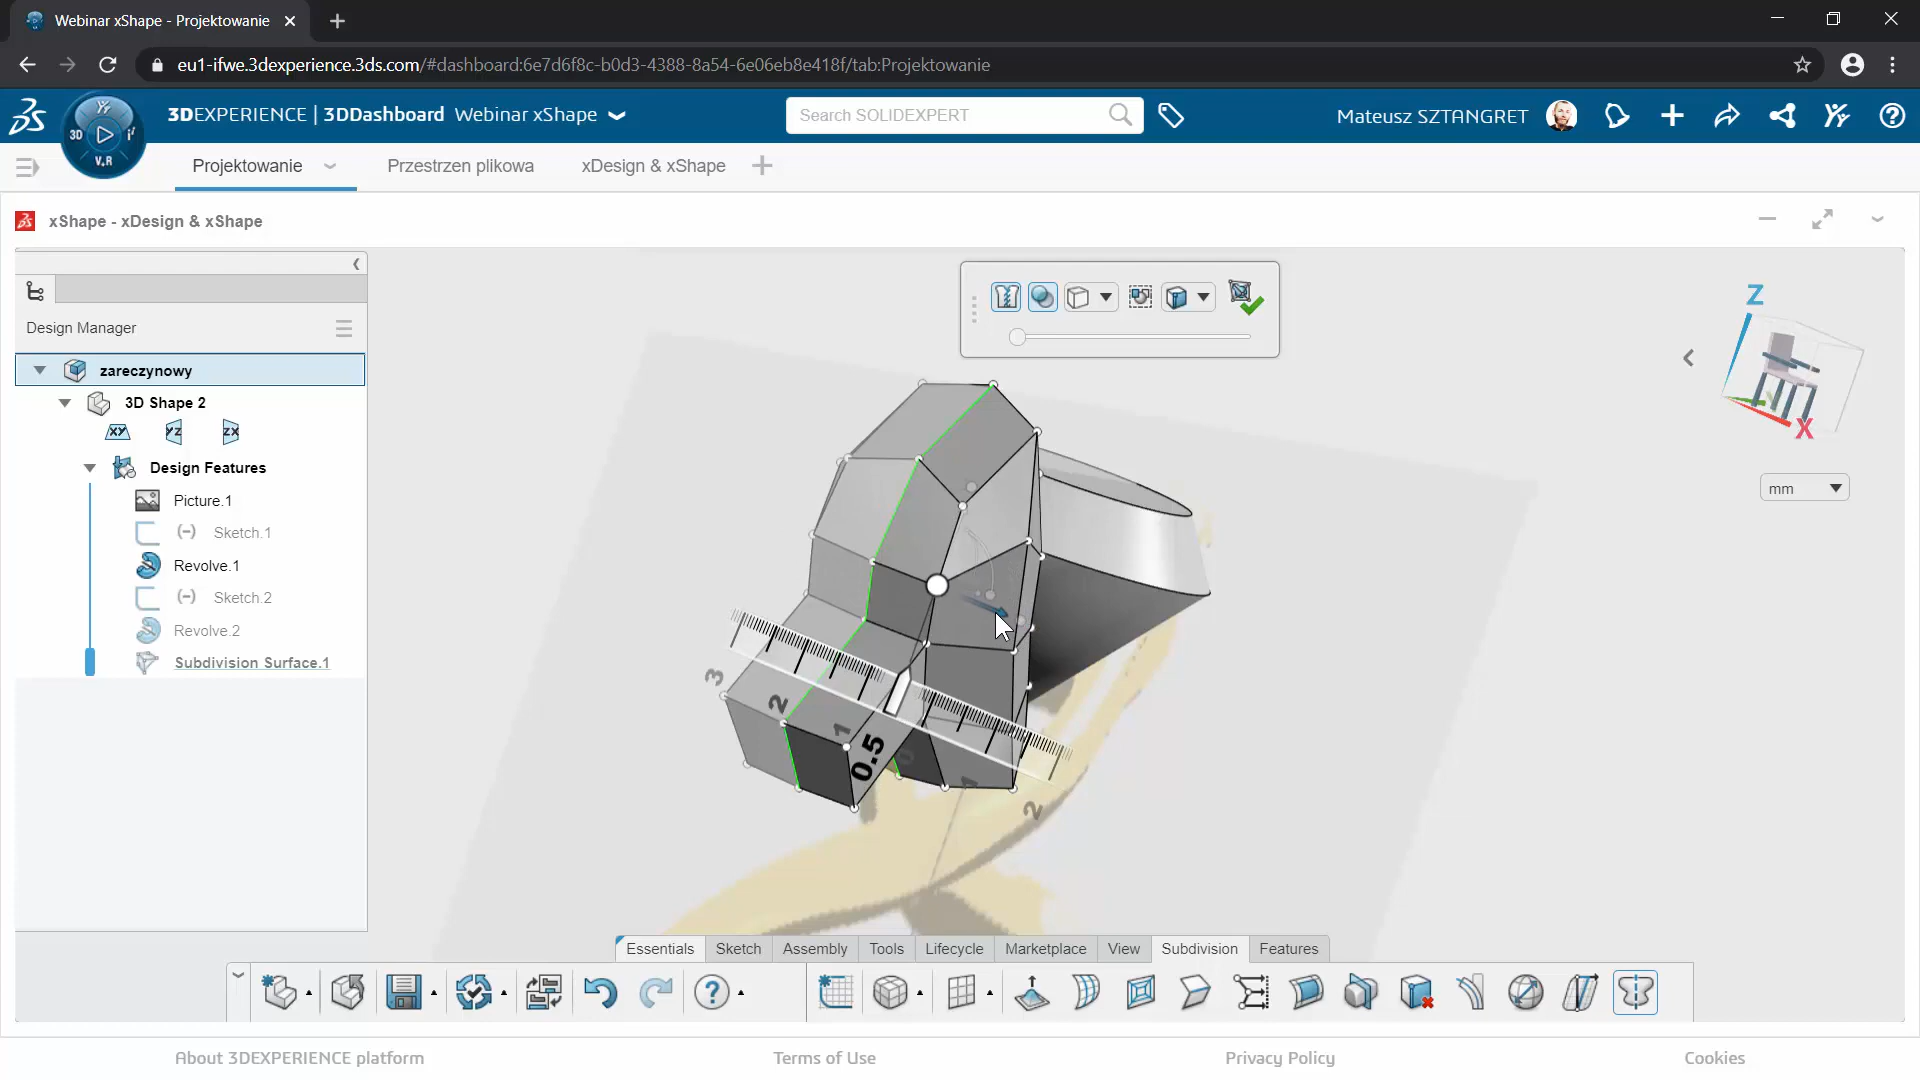 Webinar xShape - Projektowanie
eu1-ifwe.3dexperience.3ds.com/#dashboard:6e7d6f8c-b0d3-4388-8a54-6e06eb8e418f/tab:Projektowanie
3D
V.R
3DEXPERIENCE | 3DDashboard Webinar xShape
Search SOLIDEXPERT
Mateusz SZTANGRET
Projektowanie
Przestrzen plikowa
xDesign & xShape
xShape - xDesign & xShape
Design Manager
zareczynowy
3D Shape 2
XY
YZ
ZX
Design Features
Picture.1
(-) Sketch.1
Revolve.1
(-) Sketch.2
Revolve.2
Subdivision Surface.1
Z
X
mm
3
2
1
0.5
0
1
2
Essentials
Sketch
Assembly
Tools
Lifecycle
Marketplace
View
Subdivision
Features
About 3DEXPERIENCE platform
Terms of Use
Privacy Policy
Cookies